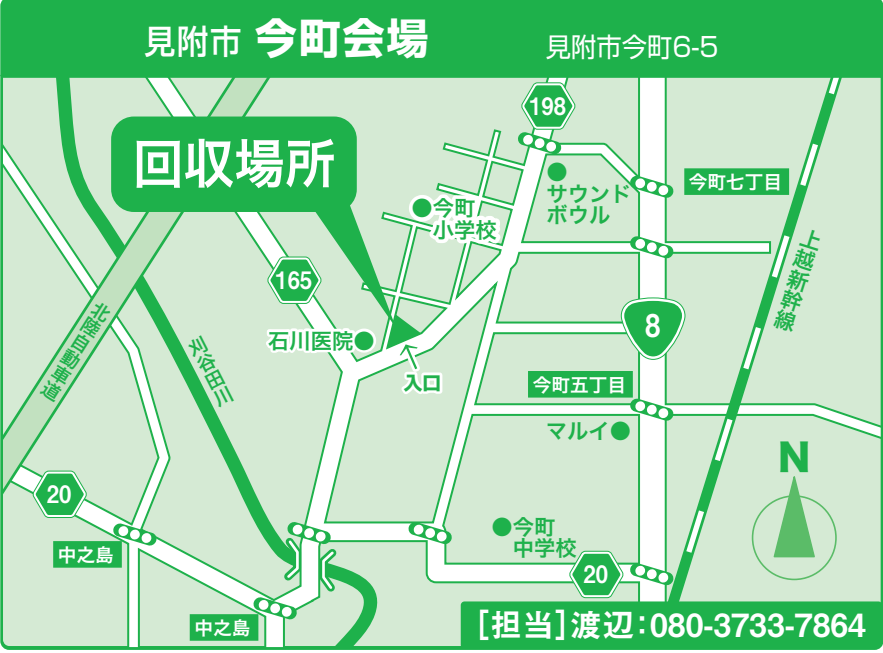 見附市 今町会場
見附市今町6-5
198
回収場所
今町七丁目
サウンド
ボウル
今町
小学校
上越新幹線
165
北陸自動車道
8
石川医院
刈谷田川
入口
今町五丁目
マルイ
N
20
今町
中学校
中之島
20
中之島
[担当]渡辺:080-3733-7864